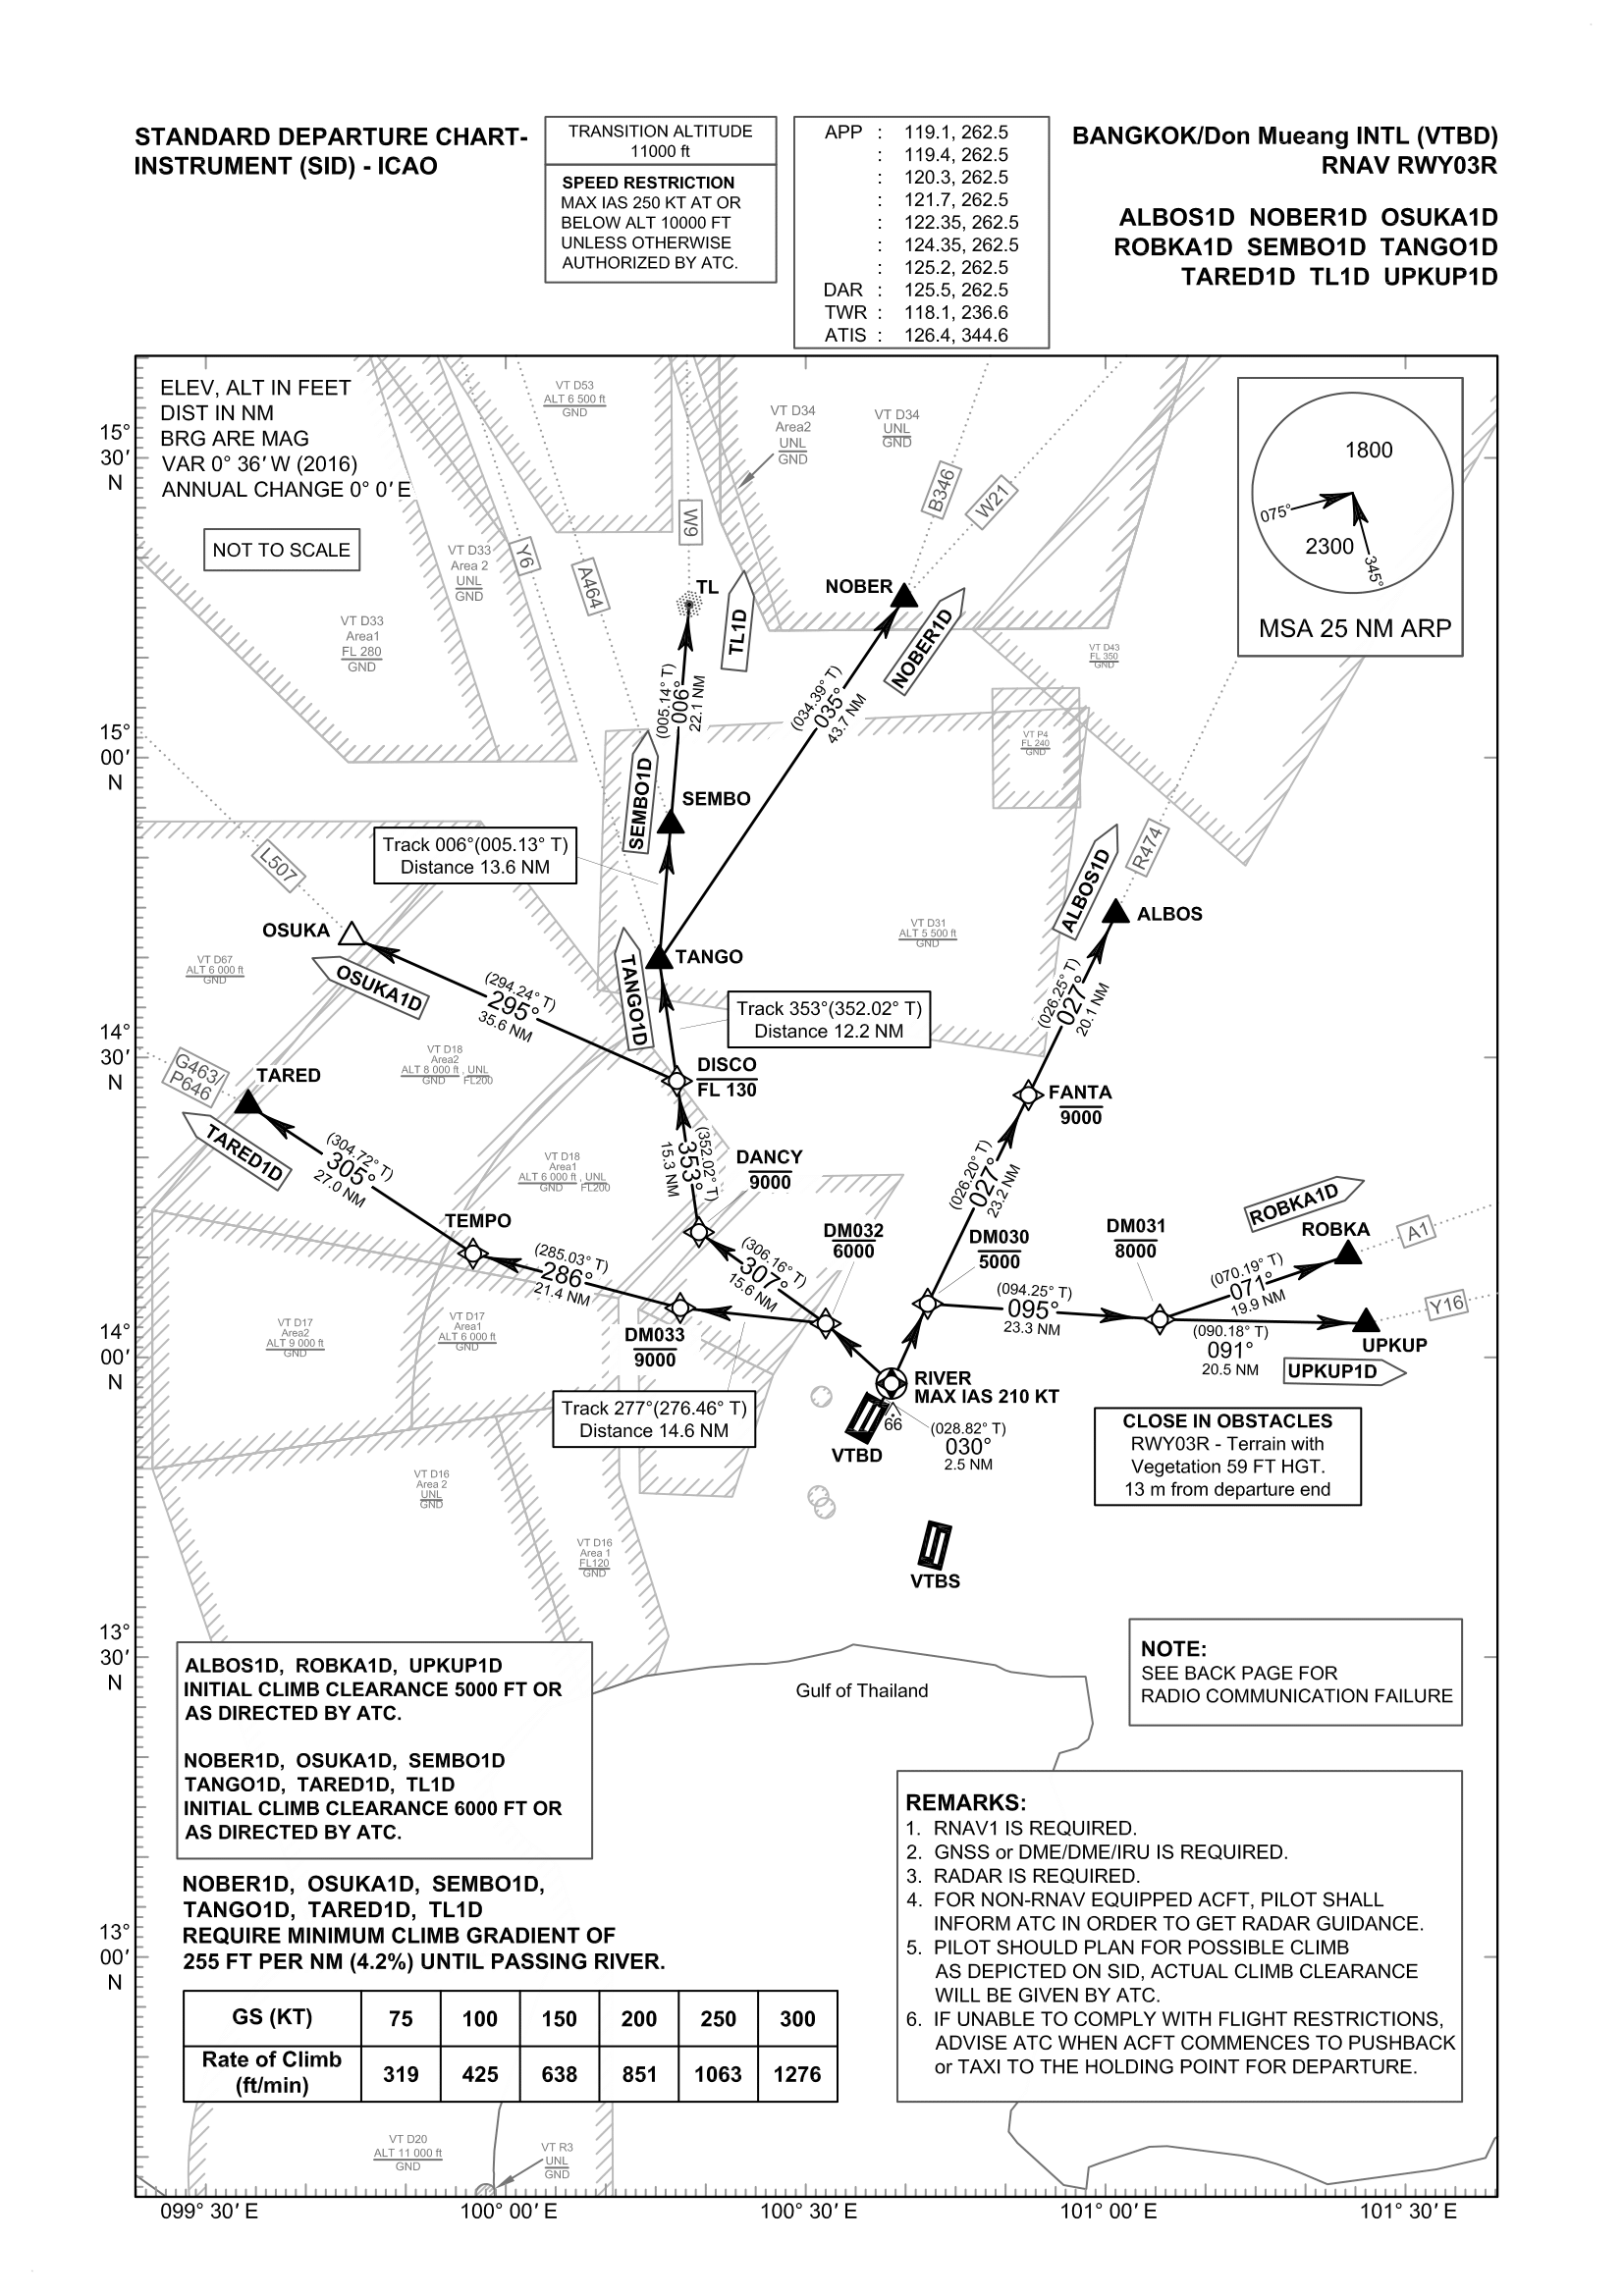 STANDARD DEPARTURE CHART-
INSTRUMENT (SID) - ICAO
TRANSITION ALTITUDE
11000 ft
SPEED RESTRICTION
MAX IAS 250 KT AT OR
BELOW ALT 10000 FT
UNLESS OTHERWISE
AUTHORIZED BY ATC.
APP : 119.1, 262.5
: 119.4, 262.5
: 120.3, 262.5
: 121.7, 262.5
: 122.35, 262.5
: 124.35, 262.5
: 125.2, 262.5
DAR : 125.5, 262.5
TWR : 118.1, 236.6
ATIS : 126.4, 344.6
BANGKOK/Don Mueang INTL (VTBD)
RNAV RWY03R
ALBOS1D NOBER1D OSUKA1D
ROBKA1D SEMBO1D TANGO1D
TARED1D TL1D UPKUP1D
ELEV, ALT IN FEET
DIST IN NM
BRG ARE MAG
VAR 0° 36′ W (2016)
ANNUAL CHANGE 0° 0′ E
NOT TO SCALE
15°
30′
N
15°
00′
N
14°
30′
N
14°
00′
N
13°
30′
N
13°
00′
N
VT D53
ALT 6 500 ft
GND
VT D34
Area2
UNL
GND
VT D34
UNL
GND
1800
075°
2300
345°
MSA 25 NM ARP
B346
W21
W9
Y6
A464
VT D33
Area 2
UNL
GND
VT D33
Area1
FL 280
GND
TL
TL1D
NOBER
NOBER1D
VT D43
FL 350
GND
(005.14° T)
006°
22.1 NM
(034.39° T)
035°
43.7 NM
VT P4
FL 240
GND
SEMBO1D
SEMBO
Track 006°(005.13° T)
Distance 13.6 NM
L507
R474
ALBOS1D
ALBOS
OSUKA
OSUKA1D
VT D67
ALT 6 000 ft
GND
VT D31
ALT 5 500 ft
GND
TANGO
TANGO1D
(294.24° T)
295°
35.6 NM
Track 353°(352.02° T)
Distance 12.2 NM
(026.25° T)
027°
20.1 NM
G463/
P646
TARED
TARED1D
VT D18
Area2
ALT 8 000 ft , UNL
GND FL200
DISCO
FL 130
FANTA
9000
(304.72° T)
305°
27.0 NM
VT D18
Area1
ALT 6 000 ft , UNL
GND FL200
(352.02° T)
353°
15.3 NM
DANCY
9000
(026.20° T)
027°
23.2 NM
TEMPO
(285.03° T)
286°
21.4 NM
(306.16° T)
307°
15.6 NM
DM032
6000
DM030
5000
DM031
8000
ROBKA1D
ROBKA
A1
(094.25° T)
095°
23.3 NM
(070.19° T)
071°
19.9 NM
Y16
VT D17
Area2
ALT 9 000 ft
GND
VT D17
Area1
ALT 6 000 ft
GND
DM033
9000
(090.18° T)
091°
20.5 NM
UPKUP
UPKUP1D
Track 277°(276.46° T)
Distance 14.6 NM
RIVER
MAX IAS 210 KT
66
VTBD
(028.82° T)
030°
2.5 NM
CLOSE IN OBSTACLES
RWY03R - Terrain with
Vegetation 59 FT HGT.
13 m from departure end
VT D16
Area 2
UNL
GND
VT D16
Area 1
FL120
GND
VTBS
Gulf of Thailand
NOTE:
SEE BACK PAGE FOR
RADIO COMMUNICATION FAILURE
ALBOS1D, ROBKA1D, UPKUP1D
INITIAL CLIMB CLEARANCE 5000 FT OR
AS DIRECTED BY ATC.
NOBER1D, OSUKA1D, SEMBO1D
TANGO1D, TARED1D, TL1D
INITIAL CLIMB CLEARANCE 6000 FT OR
AS DIRECTED BY ATC.
NOBER1D, OSUKA1D, SEMBO1D,
TANGO1D, TARED1D, TL1D
REQUIRE MINIMUM CLIMB GRADIENT OF
255 FT PER NM (4.2%) UNTIL PASSING RIVER.
GS (KT) 75 100 150 200 250 300
Rate of Climb
(ft/min) 319 425 638 851 1063 1276
REMARKS:
1. RNAV1 IS REQUIRED.
2. GNSS or DME/DME/IRU IS REQUIRED.
3. RADAR IS REQUIRED.
4. FOR NON-RNAV EQUIPPED ACFT, PILOT SHALL
INFORM ATC IN ORDER TO GET RADAR GUIDANCE.
5. PILOT SHOULD PLAN FOR POSSIBLE CLIMB
AS DEPICTED ON SID, ACTUAL CLIMB CLEARANCE
WILL BE GIVEN BY ATC.
6. IF UNABLE TO COMPLY WITH FLIGHT RESTRICTIONS,
ADVISE ATC WHEN ACFT COMMENCES TO PUSHBACK
or TAXI TO THE HOLDING POINT FOR DEPARTURE.
VT D20
ALT 11 000 ft
GND
VT R3
UNL
GND
099° 30′ E
100° 00′ E
100° 30′ E
101° 00′ E
101° 30′ E